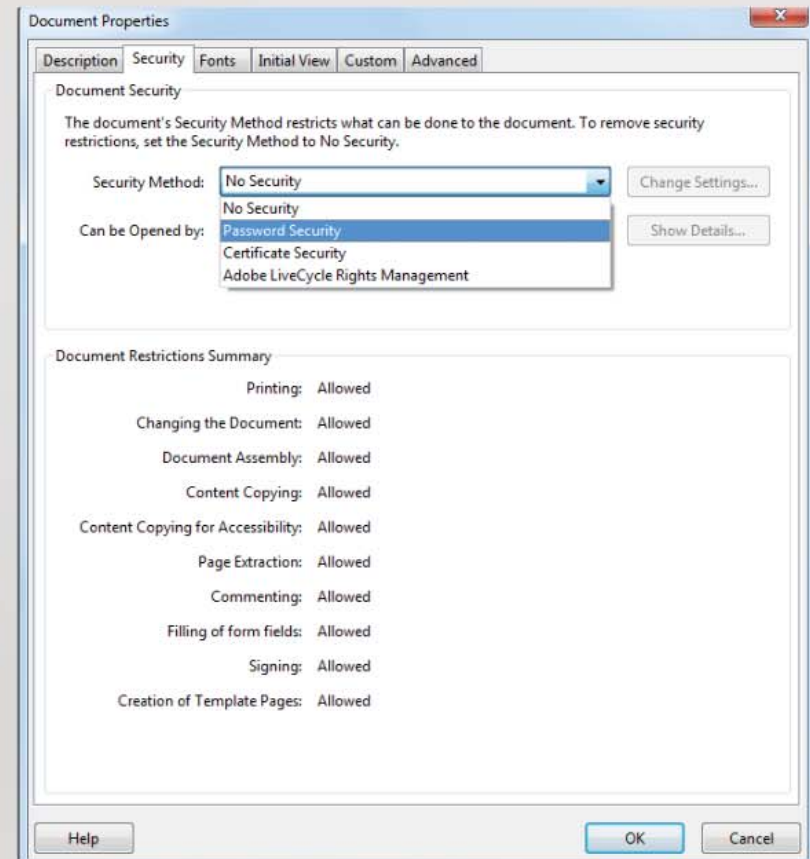 Document Properties
Description Security Fonts Initial View Custom Advanced
Document Security
The document's Security Method restricts what can be done to the document. To remove security
restrictions, set the Security Method to No Security.
Security Method: No Security Change Settings...
No Security
Can be Opened by: Password Security Show Details...
Certificate Security
Adobe LiveCycle Rights Management
Document Restrictions Summary
Printing: Allowed
Changing the Document: Allowed
Document Assembly: Allowed
Content Copying: Allowed
Content Copying for Accessibility: Allowed
Page Extraction: Allowed
Commenting: Allowed
Filling of form fields: Allowed
Signing: Allowed
Creation of Template Pages: Allowed
Help OK Cancel